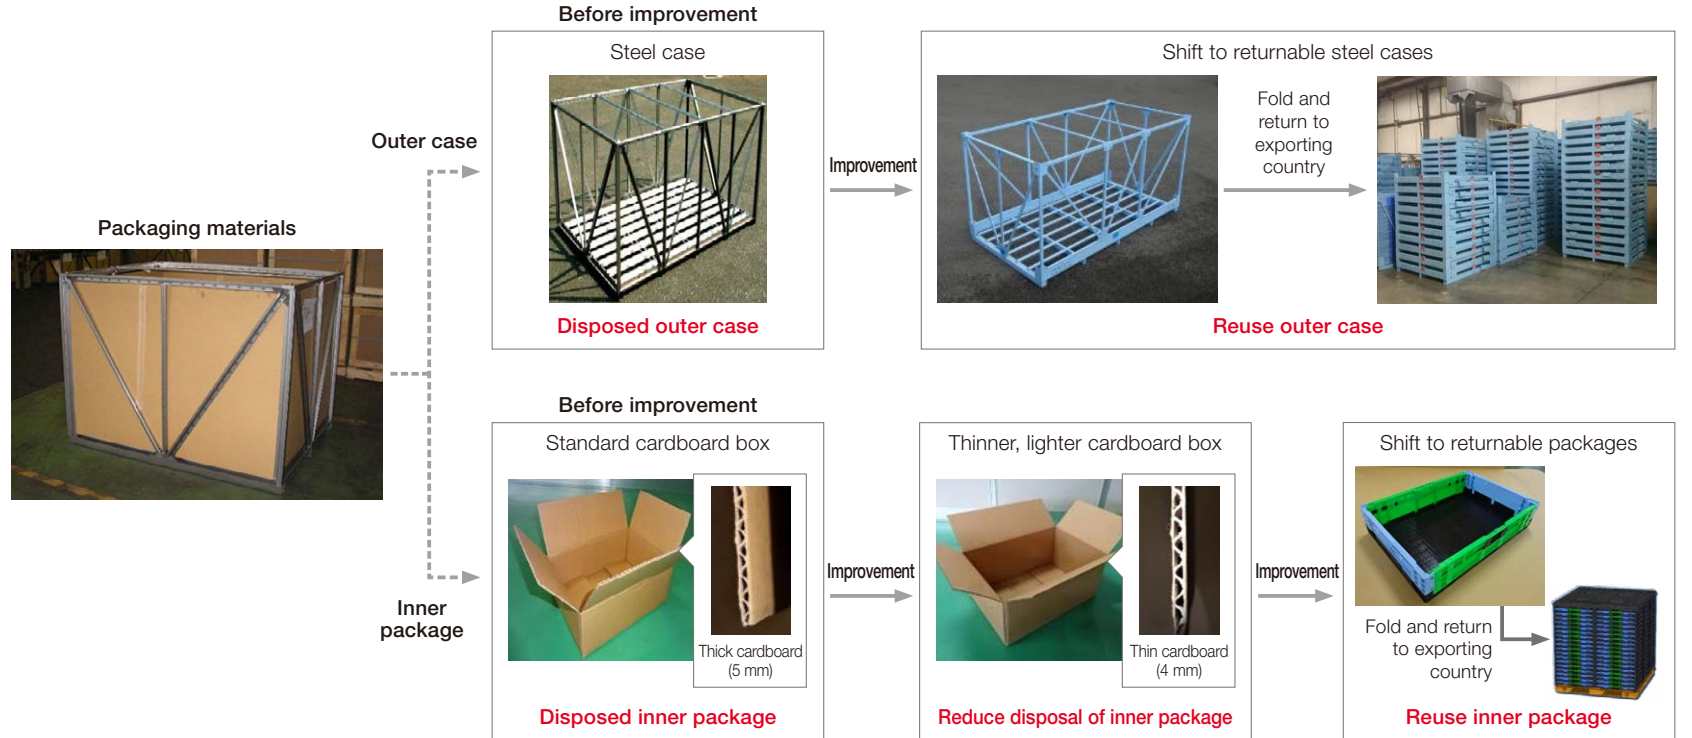 Packaging materials
Outer case
Inner
package
Before improvement
Steel case
Disposed outer case
Improvement
Shift to returnable steel cases
Fold and
return to
exporting
country
Reuse outer case
Before improvement
Standard cardboard box
Thick cardboard
(5 mm)
Disposed inner package
Improvement
Thinner, lighter cardboard box
Thin cardboard
(4 mm)
Reduce disposal of inner package
Improvement
Shift to returnable packages
Fold and return
to exporting
country
Reuse inner package